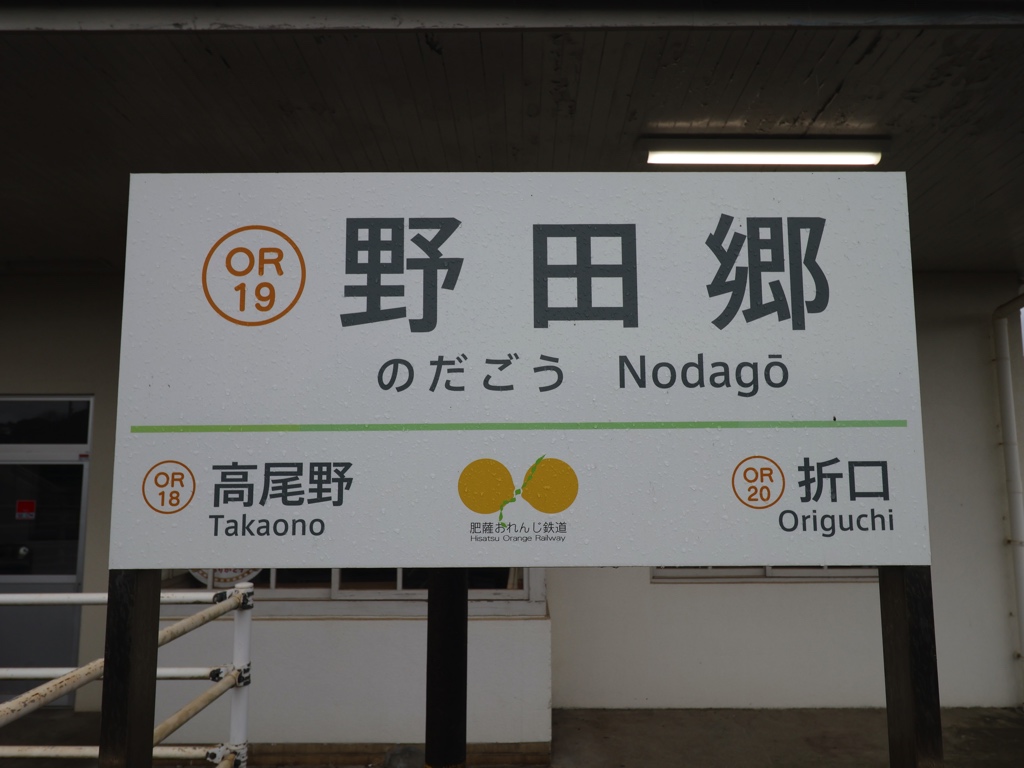 OR
19
野田郷
のだごう Nodagō
OR
18
高尾野
Takaono
肥薩おれんじ鉄道
Hisatsu Orange Railway
OR
20
折口
Origuchi